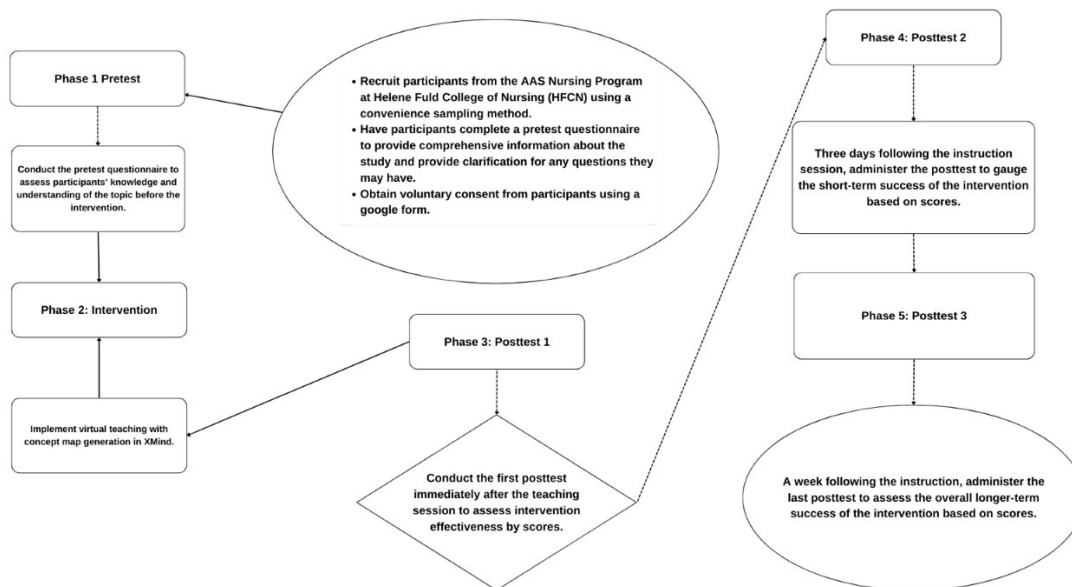 Phase 1 Pretest
Conduct the pretest questionnaire to
assess participants' knowledge and
understanding of the topic before the
intervention.
Phase 2: Intervention
Implement virtual teaching with
concept map generation in XMind.
• Recruit participants from the AAS Nursing Program
at Helene Fuld College of Nursing (HFCN) using a
convenience sampling method.
• Have participants complete a pretest questionnaire
to provide comprehensive information about the
study and provide clarification for any questions they
may have.
• Obtain voluntary consent from participants using a
google form.
Phase 3: Posttest 1
Conduct the first posttest
immediately after the teaching
session to assess intervention
effectiveness by scores.
Phase 4: Posttest 2
Three days following the instruction
session, administer the posttest to gauge
the short-term success of the intervention
based on scores.
Phase 5: Posttest 3
A week following the instruction, administer the
last posttest to assess the overall longer-term
success of the intervention based on scores.